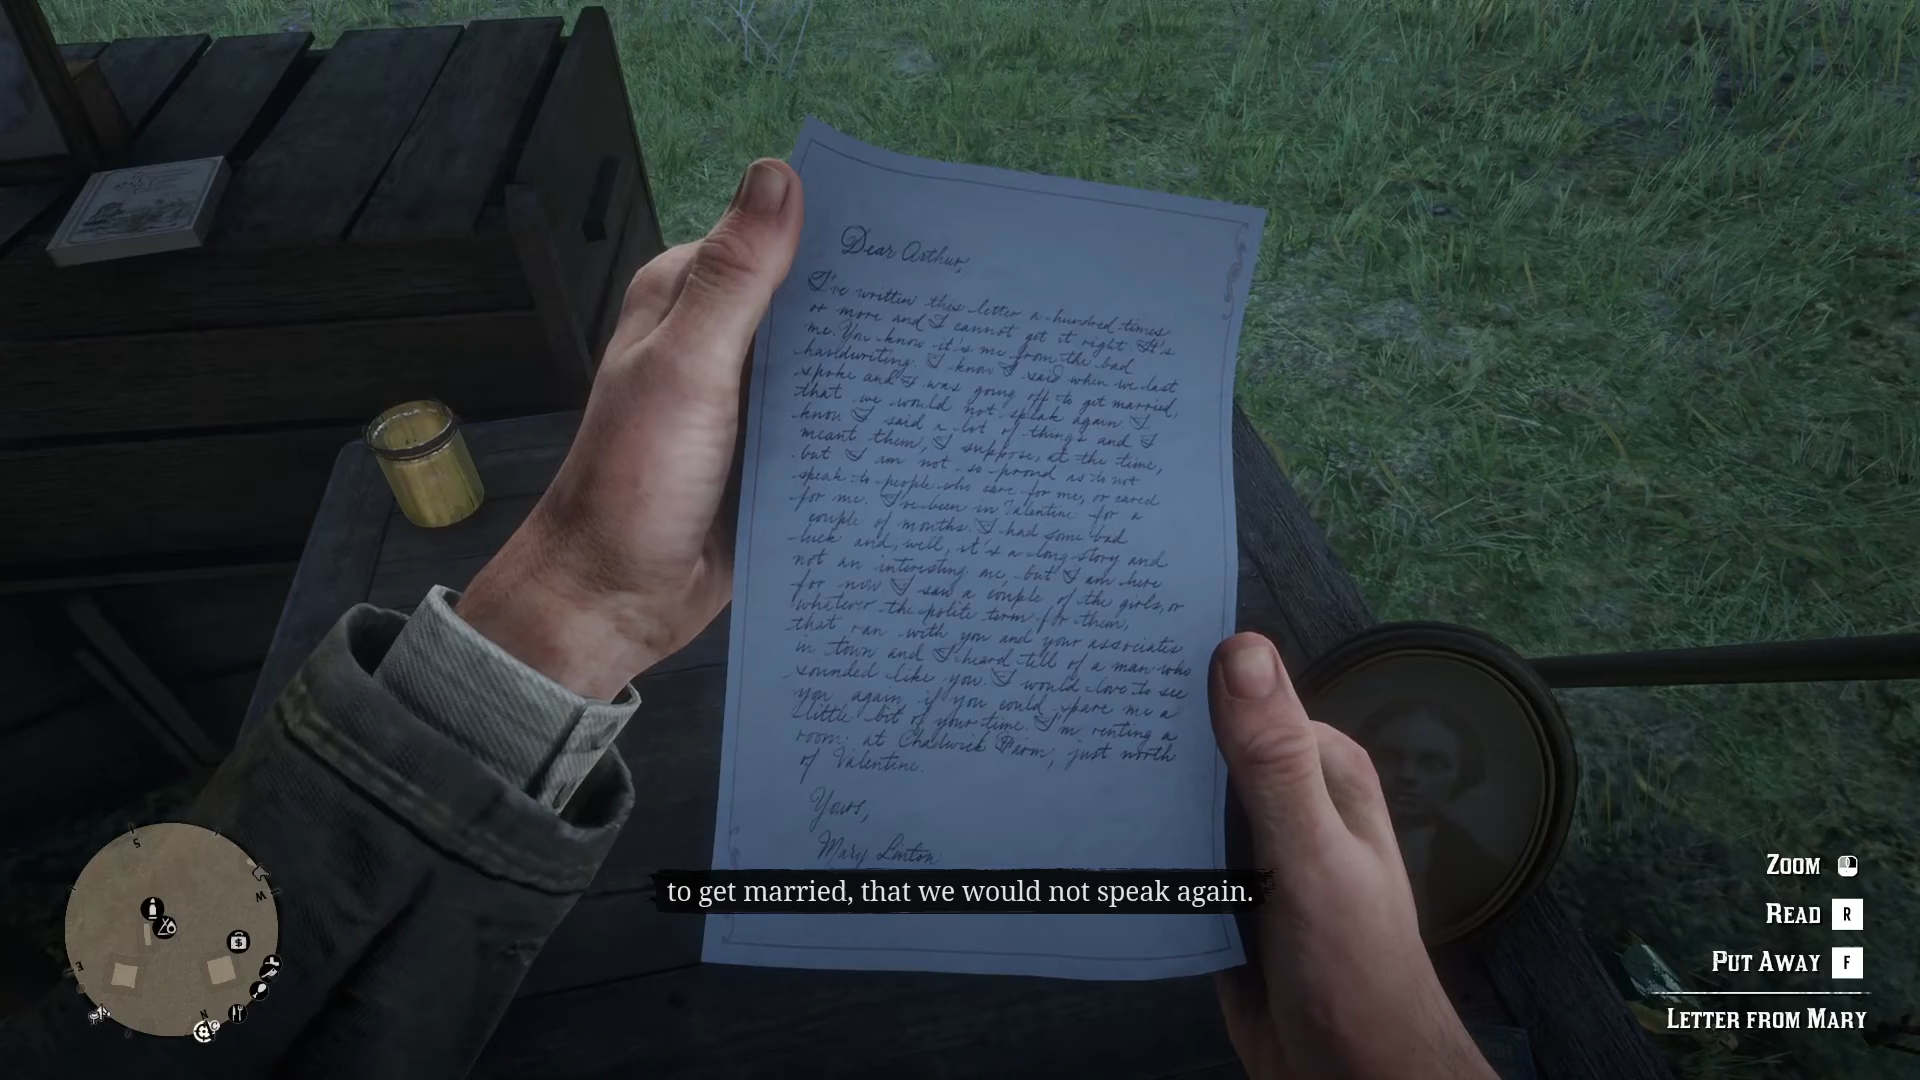 Dear Arthur,
I've written this letter a hundred times
or more and I cannot get it right. It's
me. You know it's me from the bad
handwriting. I know I said when we last
spoke and I was going off to get married,
that we would not speak again. I
know I said a lot of things and I
meant them, I suppose, at the time,
but I am not so proud as to not
speak to people who care for me, or cared
for me. I've been in Valentine for a
couple of months. I had some bad
luck and, well, it's a long story and
not an interesting one, but I am here
for now. I saw a couple of the girls, or
whatever the polite term for them,
that ran with you and your associates
in town and I heard tell of a man who
sounded like you. I would love to see
you again, if you could spare me a
little bit of your time. I'm renting a
room at Chadwick Farm, just north
of Valentine.
Yours,
Mary Linton
to get married, that we would not speak again.
ZOOM
READ R
PUT AWAY F
LETTER FROM MARY
S
W
E
N